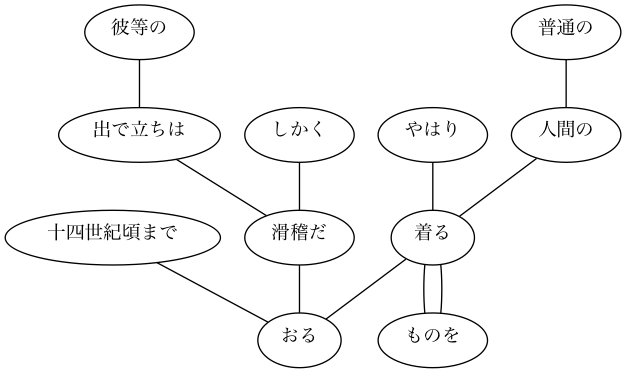 彼等の
普通の
出で立ちは
しかく
やはり
人間の
十四世紀頃まで
滑稽だ
着る
おる
ものを